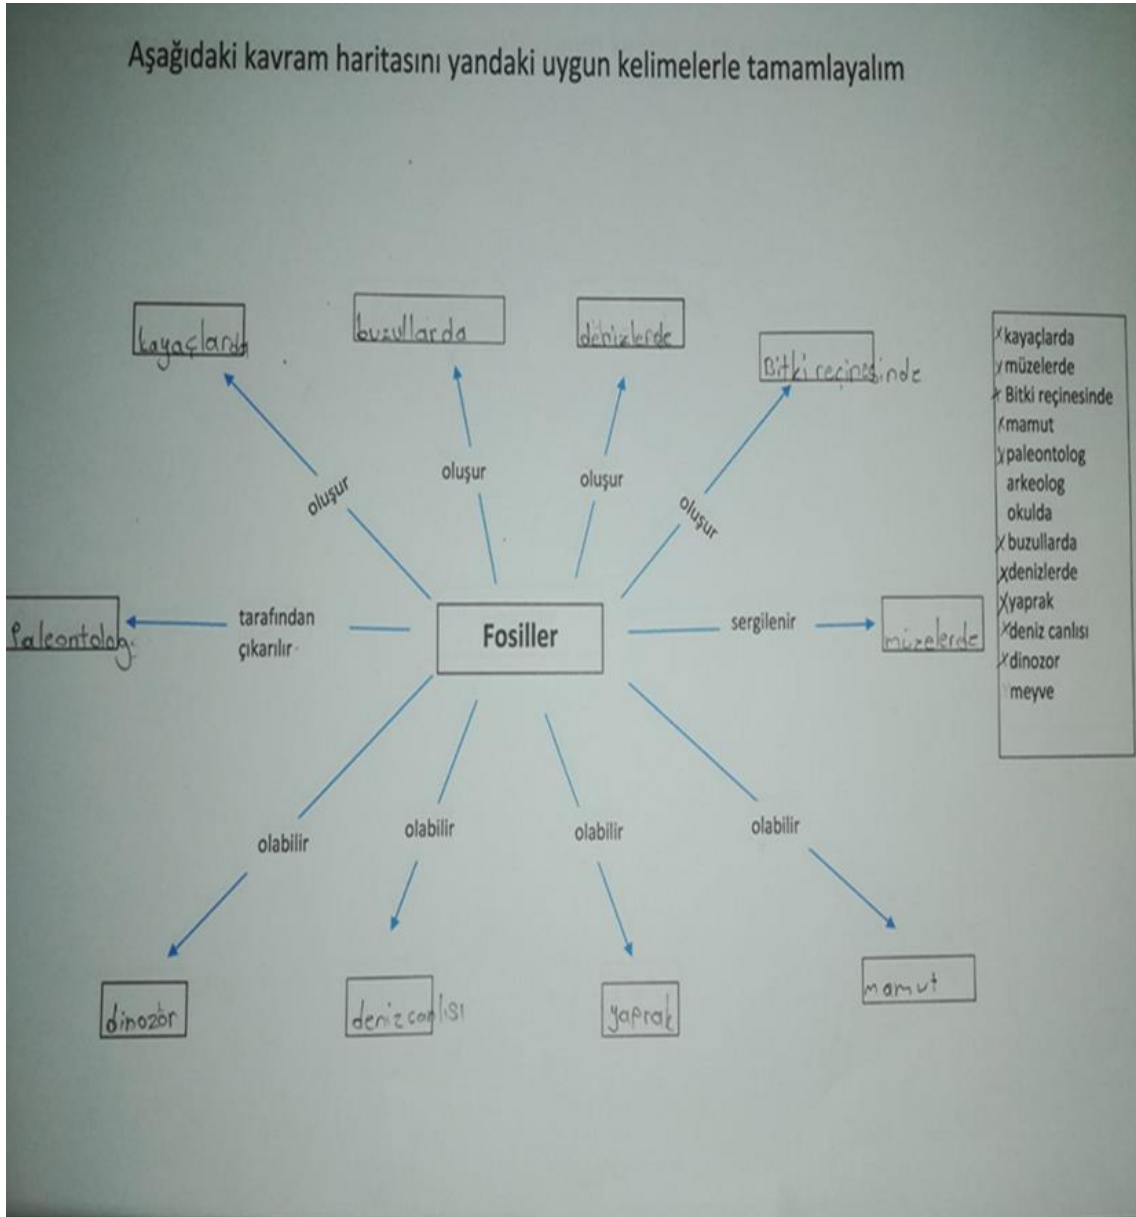 Aşağıdaki kavram haritasını yandaki uygun kelimelerle tamamlayalım
kayaçlarda
buzullarda
denizlerde
Bitki reçinesinde
oluşur
oluşur
oluşur
oluşur
Paleontolog
tarafından
çıkarılır
Fosiller
sergilenir
müzelerde
olabilir
olabilir
olabilir
olabilir
dinozor
deniz canlısı
yaprak
mamut
x kayaçlarda
x müzelerde
x Bitki reçinesinde
x mamut
x paleontolog
arkeolog
okulda
x buzullarda
x denizlerde
x yaprak
x deniz canlısı
x dinozor
meyve